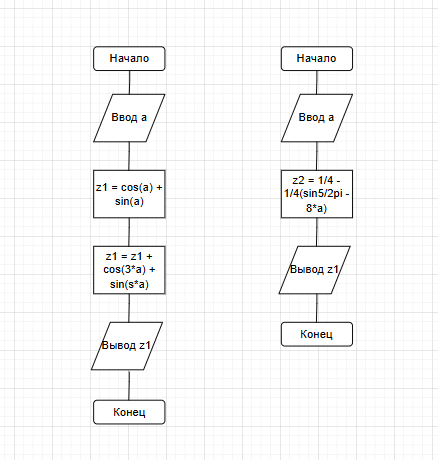 Начало
Ввод a
z1 = cos(a) +
sin(a)
z1 = z1 +
cos(3*a) +
sin(s*a)
Вывод z1
Конец
Начало
Ввод a
z2 = 1/4 -
1/4(sin5/2pi -
8*a)
Вывод z1
Конец